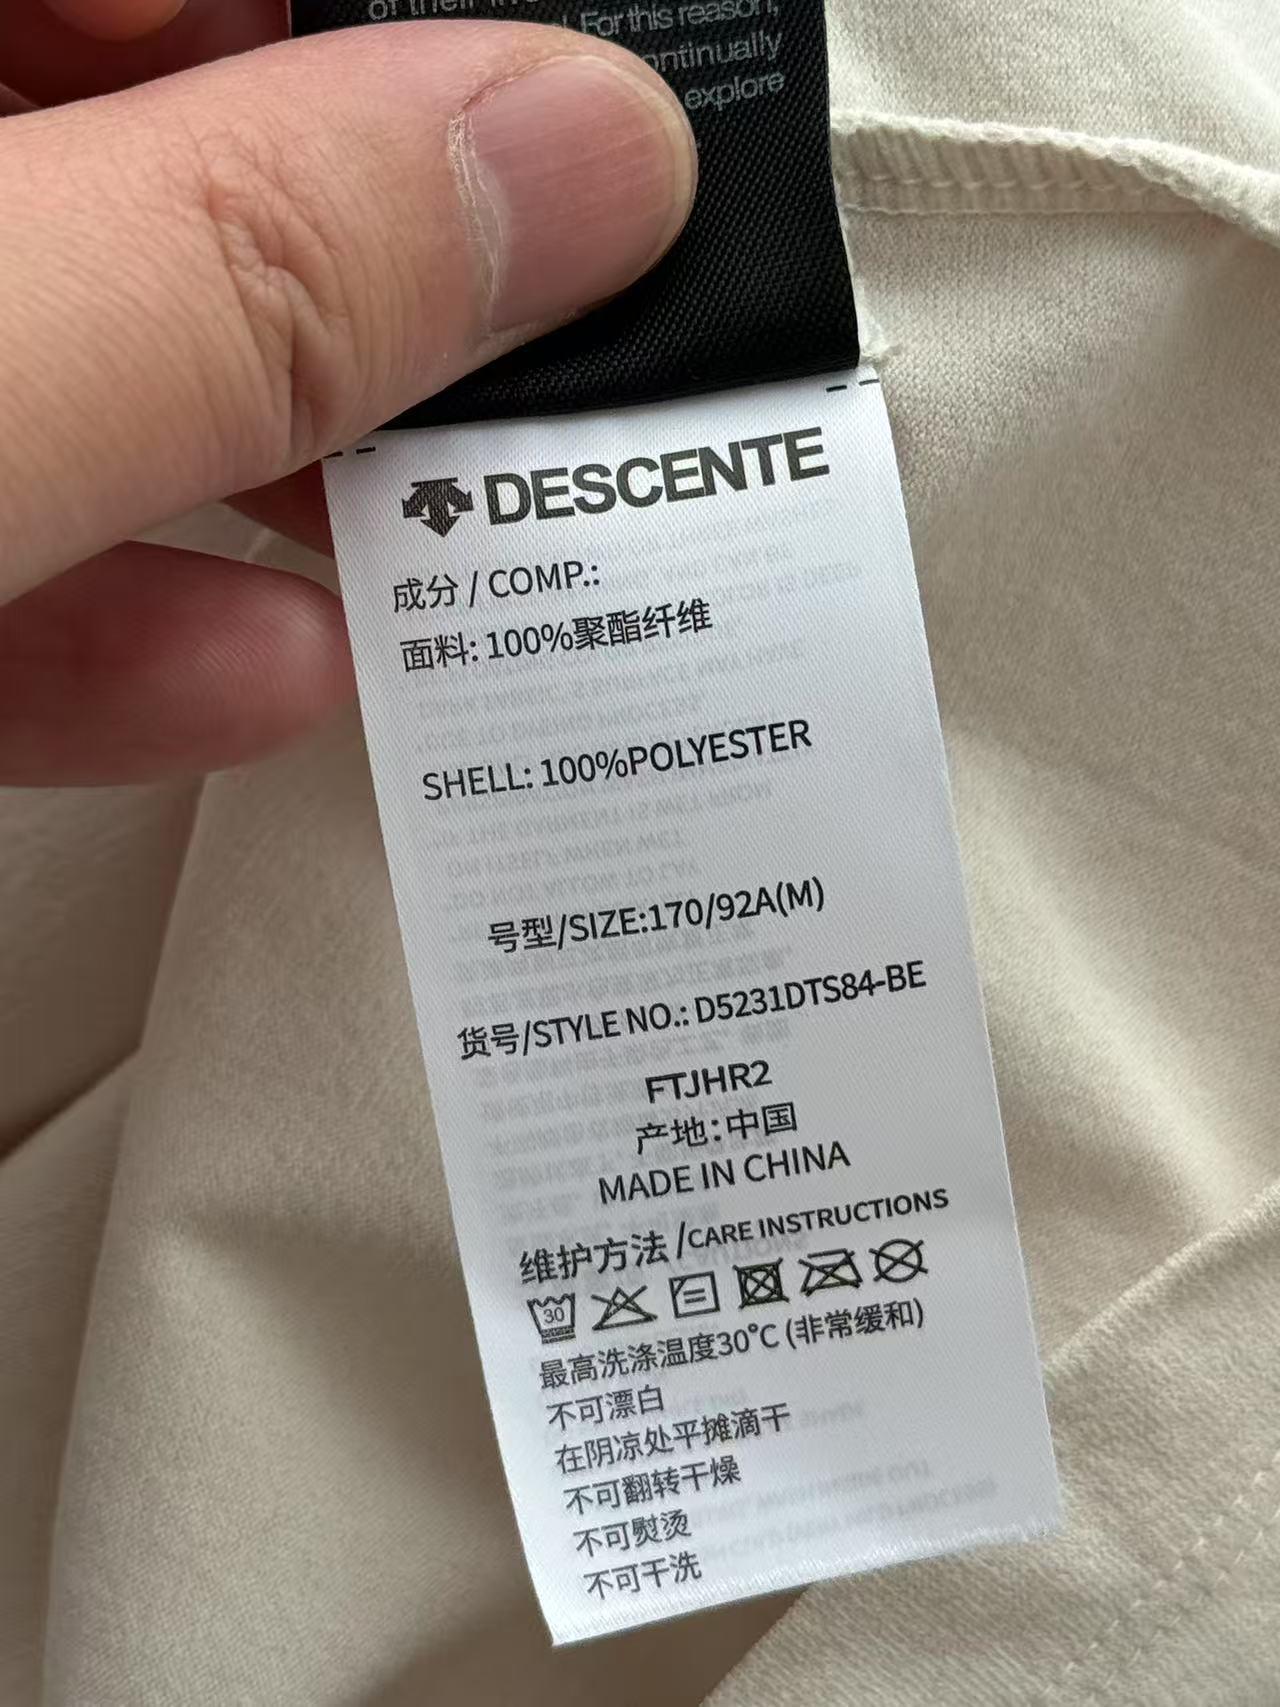 of their
For this reason,
continually
explore
DESCENTE
成分 / COMP.:
面料: 100%聚酯纤维
SHELL: 100%POLYESTER
号型/SIZE:170/92A(M)
货号/STYLE NO.: D5231DTS84-BE
FTJHR2
产地:中国
MADE IN CHINA
维护方法 /CARE INSTRUCTIONS
30
最高洗涤温度30°C (非常缓和)
不可漂白
在阴凉处平摊滴干
不可翻转干燥
不可熨烫
不可干洗